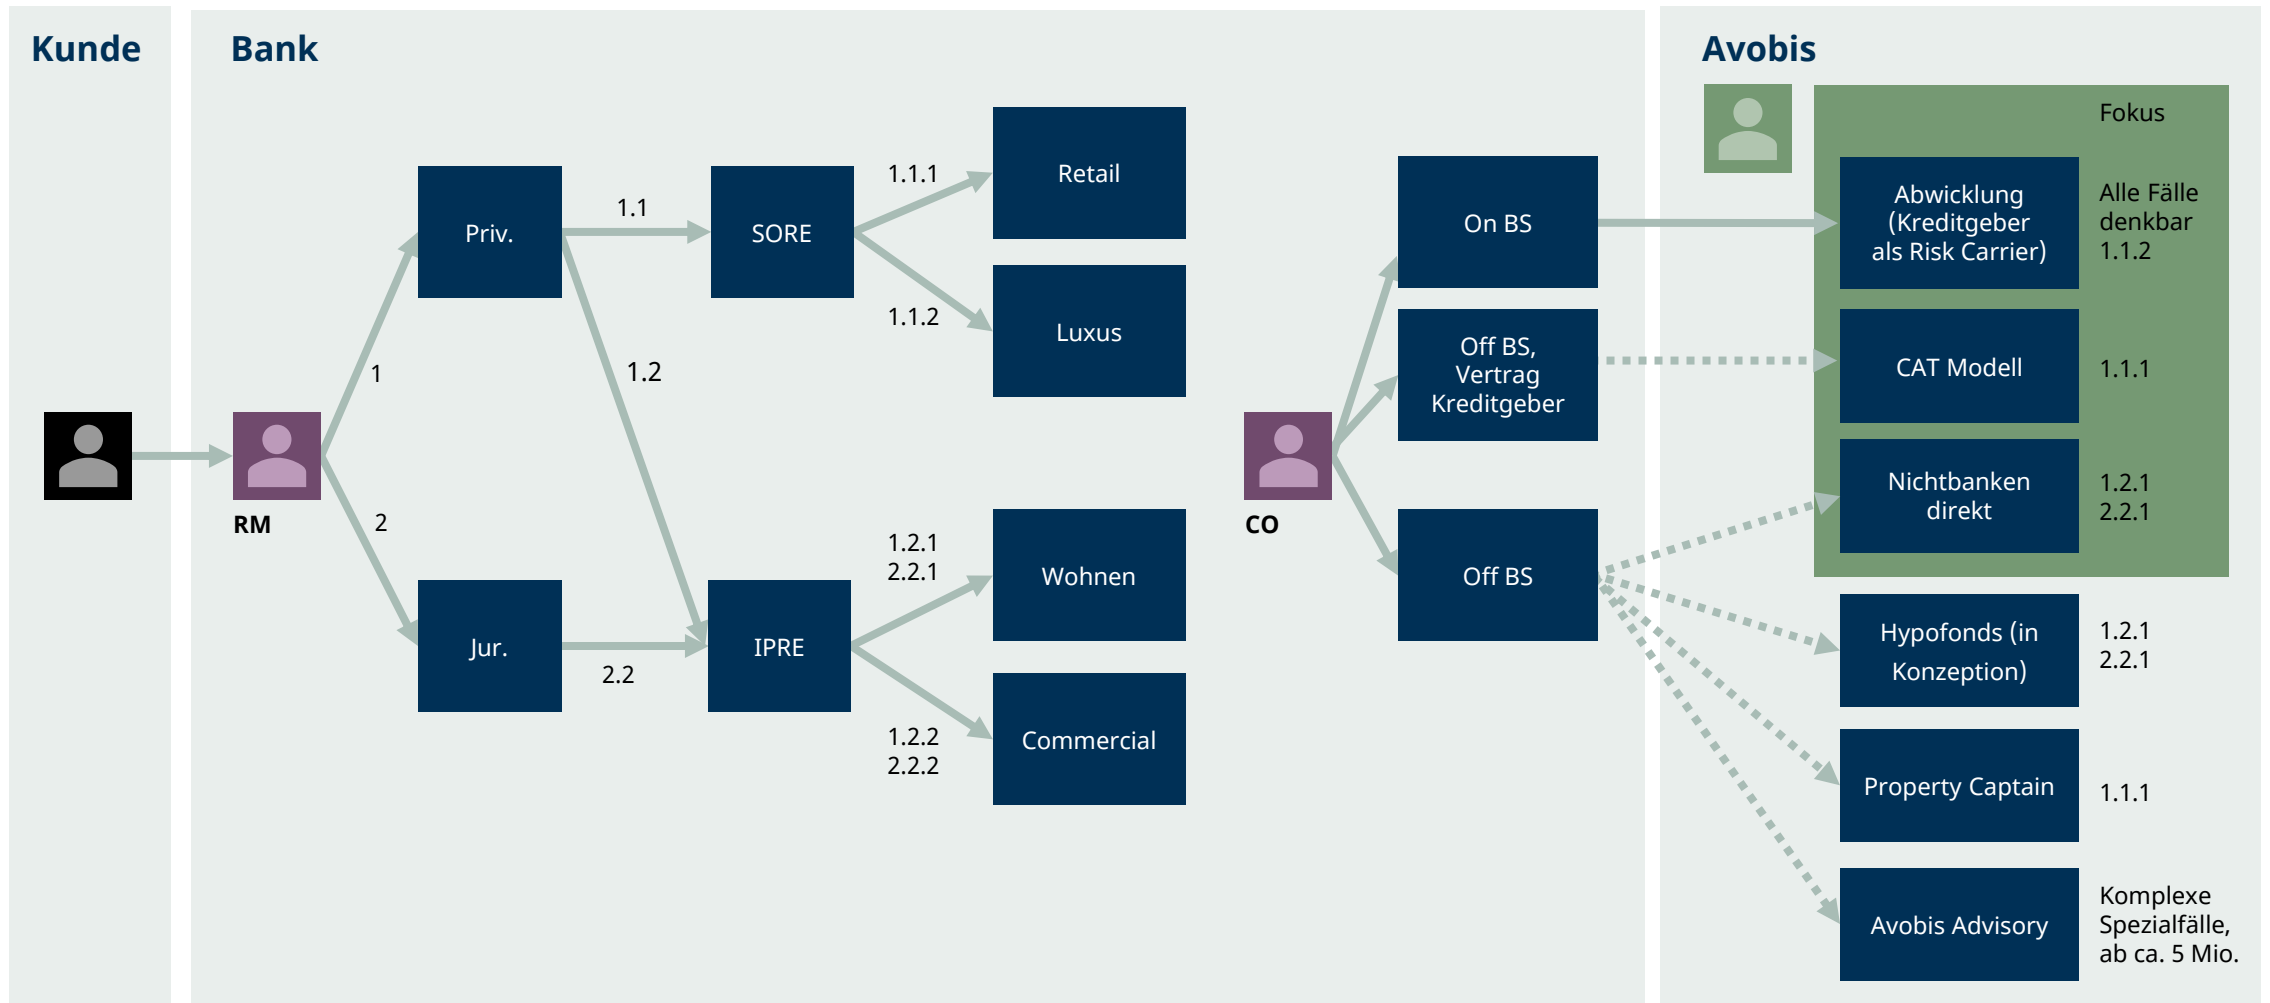 Kunde
Bank
Avobis
Fokus
Priv.
1.1
SORE
1.1.1
Retail
1.1.2
Luxus
1
1.2
RM
2
Jur.
2.2
IPRE
1.2.1
2.2.1
Wohnen
1.2.2
2.2.2
Commercial
CO
On BS
Off BS,
Vertrag
Kreditgeber
Off BS
Abwicklung
(Kreditgeber
als Risk Carrier)
Alle Fälle
denkbar
1.1.2
CAT Modell
1.1.1
Nichtbanken
direkt
1.2.1
2.2.1
Hypofonds (in
Konzeption)
1.2.1
2.2.1
Property Captain
1.1.1
Avobis Advisory
Komplexe
Spezialfälle,
ab ca. 5 Mio.